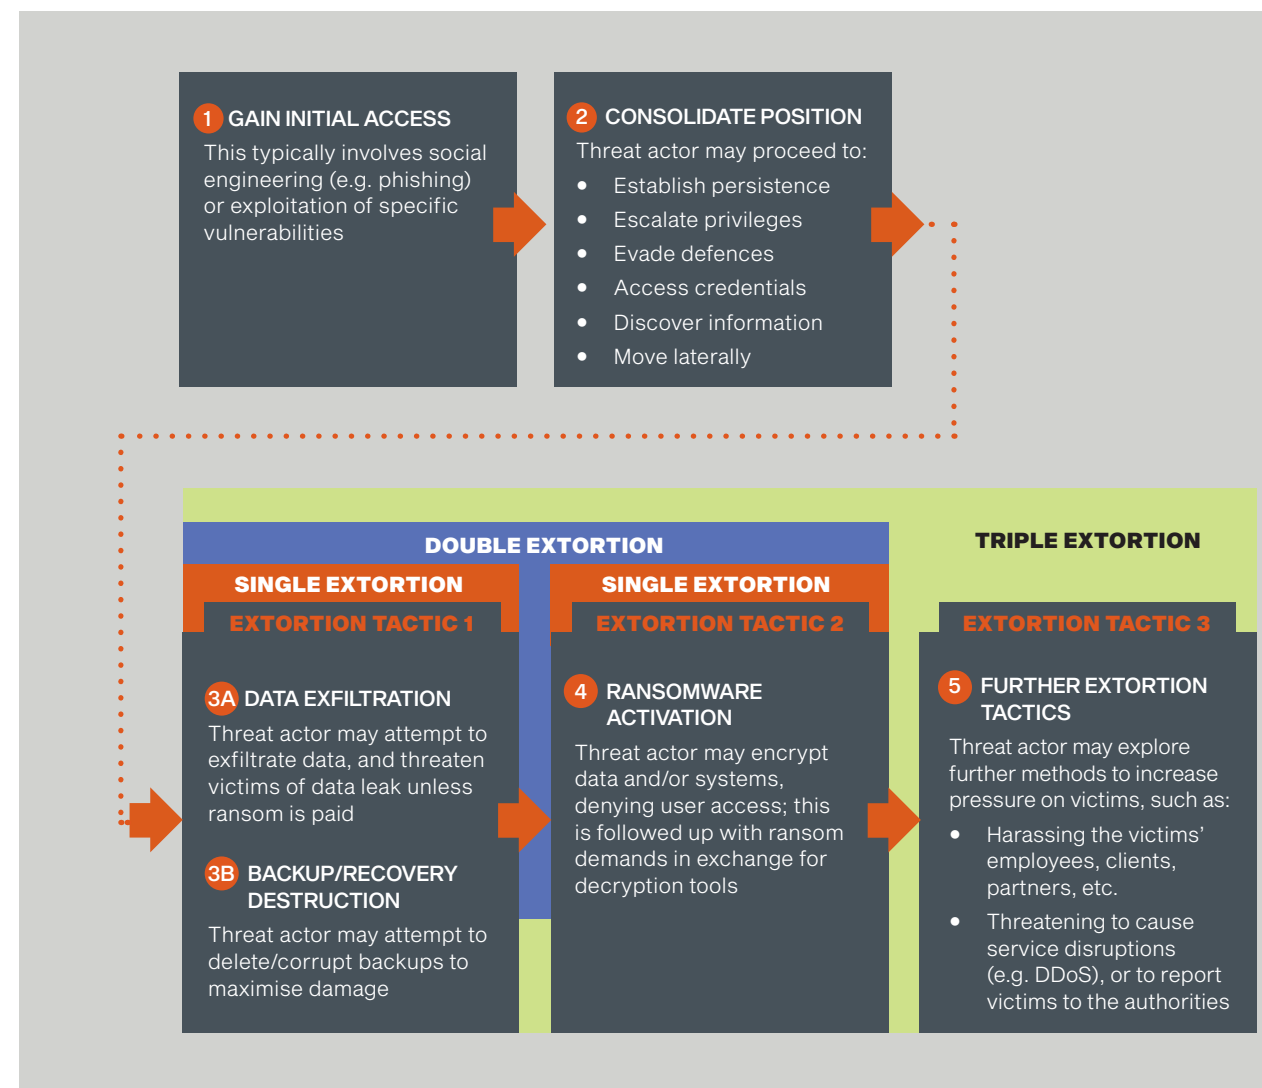 1 GAIN INITIAL ACCESS
This typically involves social
engineering (e.g. phishing)
or exploitation of specific
vulnerabilities
2 CONSOLIDATE POSITION
Threat actor may proceed to:
• Establish persistence
• Escalate privileges
• Evade defences
• Access credentials
• Discover information
• Move laterally
DOUBLE EXTORTION
TRIPLE EXTORTION
SINGLE EXTORTION
EXTORTION TACTIC 1
3A DATA EXFILTRATION
Threat actor may attempt to
exfiltrate data, and threaten
victims of data leak unless
ransom is paid
3B BACKUP/RECOVERY
DESTRUCTION
Threat actor may attempt to
delete/corrupt backups to
maximise damage
SINGLE EXTORTION
EXTORTION TACTIC 2
4 RANSOMWARE
ACTIVATION
Threat actor may encrypt
data and/or systems,
denying user access; this
is followed up with ransom
demands in exchange for
decryption tools
EXTORTION TACTIC 3
5 FURTHER EXTORTION
TACTICS
Threat actor may explore
further methods to increase
pressure on victims, such as:
• Harassing the victims’
employees, clients,
partners, etc.
• Threatening to cause
service disruptions
(e.g. DDoS), or to report
victims to the authorities